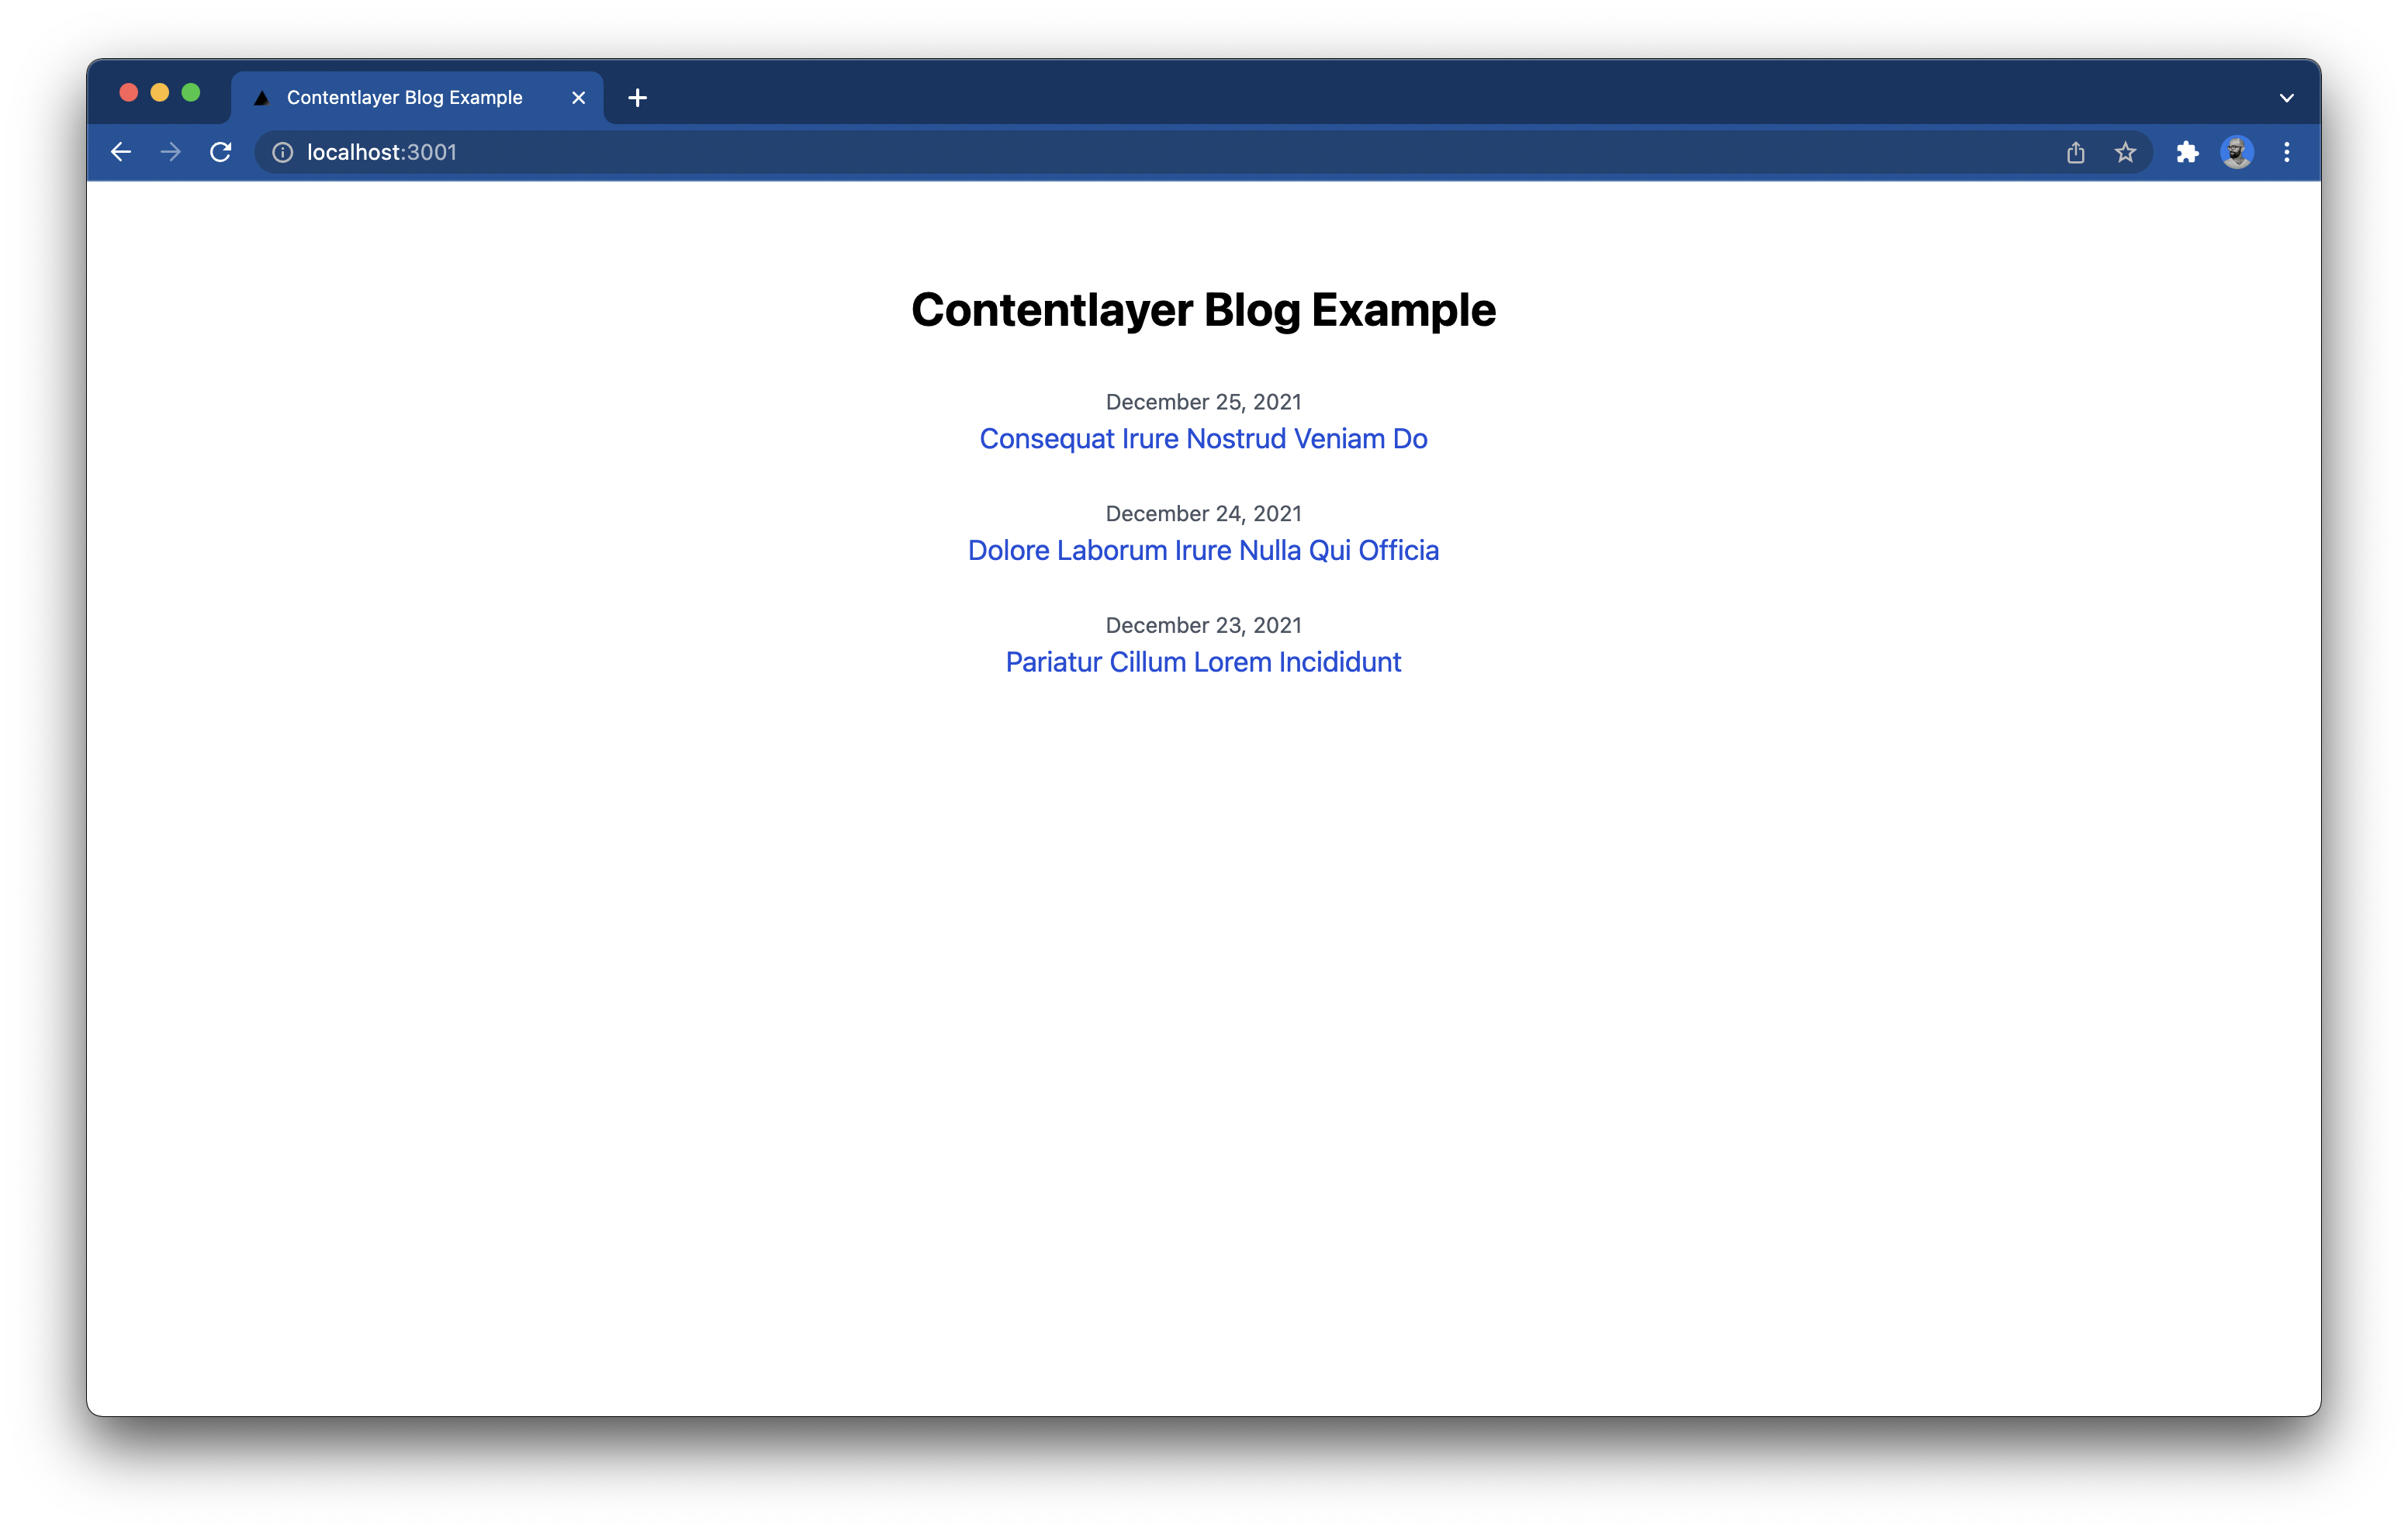 Contentlayer Blog Example
localhost:3001
Contentlayer Blog Example
December 25, 2021
Consequat Irure Nostrud Veniam Do
December 24, 2021
Dolore Laborum Irure Nulla Qui Officia
December 23, 2021
Pariatur Cillum Lorem Incididunt